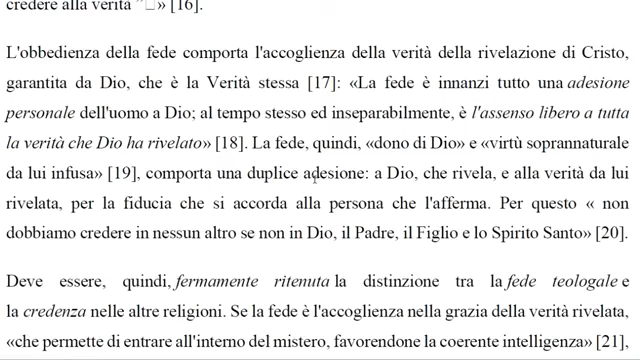 credere alla verità "□» [16].
L'obbedienza della fede comporta l'accoglienza della verità della rivelazione di Cristo,
garantita da Dio, che è la Verità stessa [17]: «La fede è innanzi tutto una adesione
personale dell'uomo a Dio; al tempo stesso ed inseparabilmente, è l'assenso libero a tutta
la verità che Dio ha rivelato» [18]. La fede, quindi, «dono di Dio» e «virtù soprannaturale
da lui infusa» [19], comporta una duplice adesione: a Dio, che rivela, e alla verità da lui
rivelata, per la fiducia che si accorda alla persona che l'afferma. Per questo « non
dobbiamo credere in nessun altro se non in Dio, il Padre, il Figlio e lo Spirito Santo» [20].
Deve essere, quindi, fermamente ritenuta la distinzione tra la fede teologale e
la credenza nelle altre religioni. Se la fede è l'accoglienza nella grazia della verità rivelata,
«che permette di entrare all'interno del mistero, favorendone la coerente intelligenza» [21],